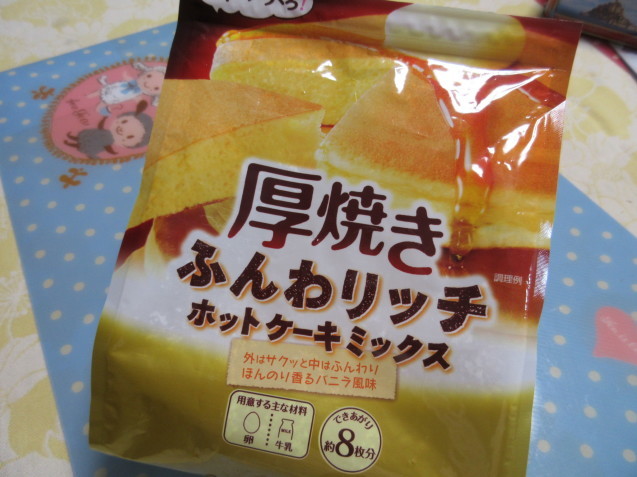 厚焼き
ふんわリッチ
ホットケーキミックス
調理例
外はサクッと中はふんわり
ほんのり香るバニラ風味
用意する主な材料
卵
MILK
牛乳
できあがり
約8枚分